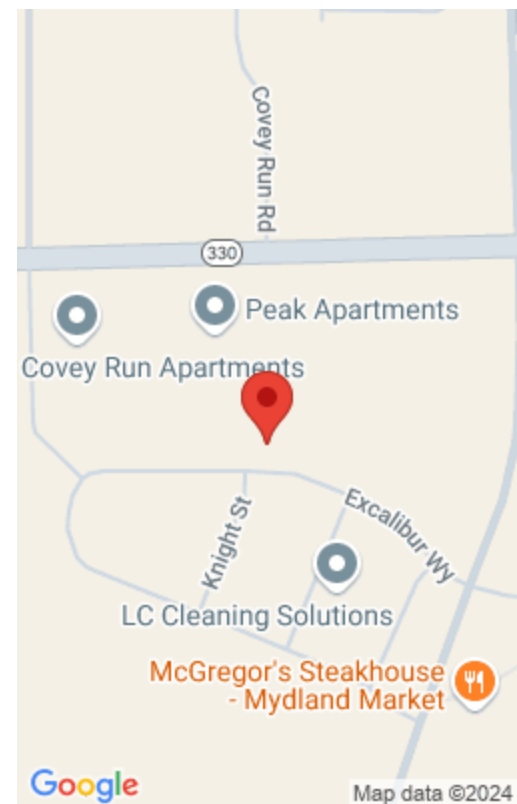 Covey Run Rd
330
Peak Apartments
Covey Run Apartments
Knight St
Excalibur Wy
LC Cleaning Solutions
McGregor's Steakhouse
- Mydland Market
Google
Map data ©2024